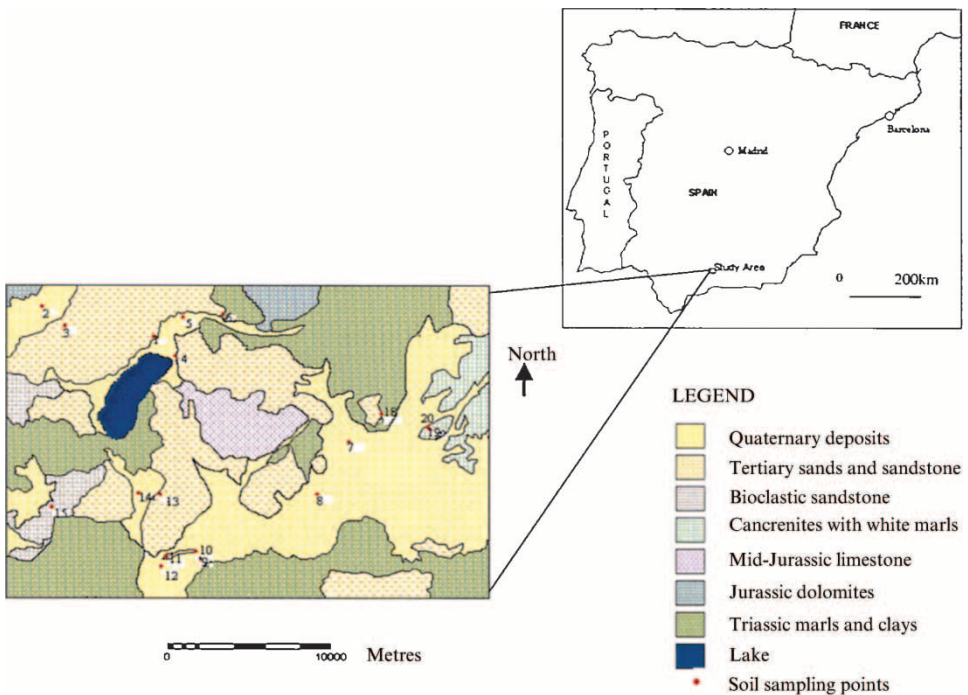 FRANCE
Barcelona
Madrid
PORTUGAL
SPAIN
Study Area
0 200km
North
2
3
5
6
4
18
20
19
7
8
14
13
15
10
11
9
12
0 10000 Metres
LEGEND
Quaternary deposits
Tertiary sands and sandstone
Bioclastic sandstone
Cancrenites with white marls
Mid-Jurassic limestone
Jurassic dolomites
Triassic marls and clays
Lake
Soil sampling points